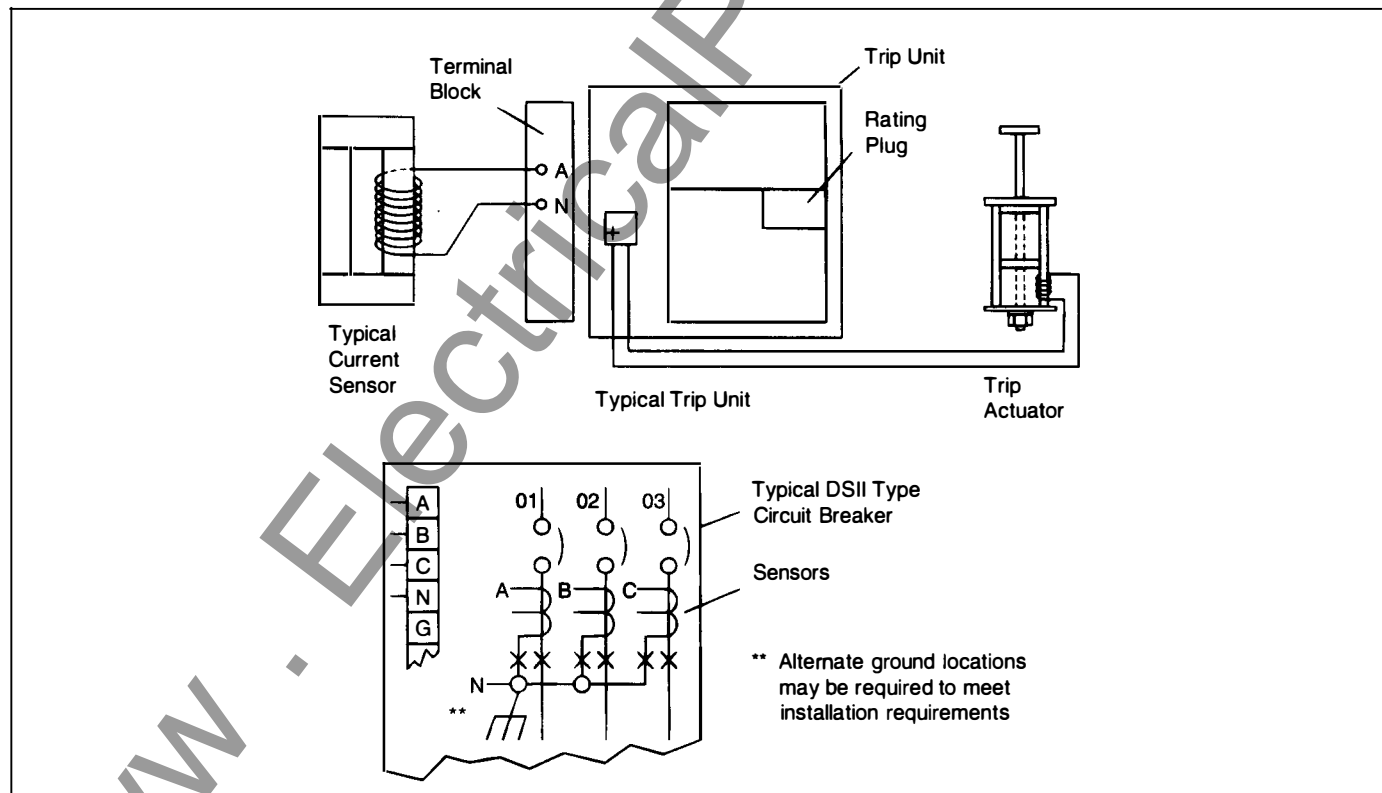 Terminal
Block
Trip Unit
Rating
Plug
A
N
+
Typical
Current
Sensor
Typical Trip Unit
Trip
Actuator
A
B
C
N
G
01
02
03
Typical DSII Type
Circuit Breaker
Sensors
A
B
C
N
**
** Alternate ground locations
may be required to meet
installation requirements
w . ElectricalP